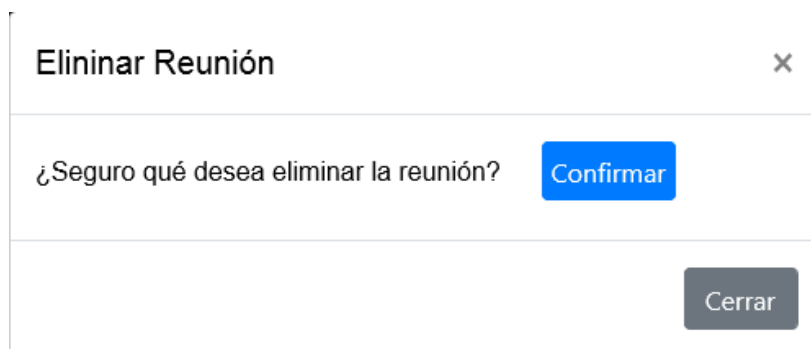 Elininar Reunión ×
¿Seguro qué desea eliminar la reunión? Confirmar
Cerrar